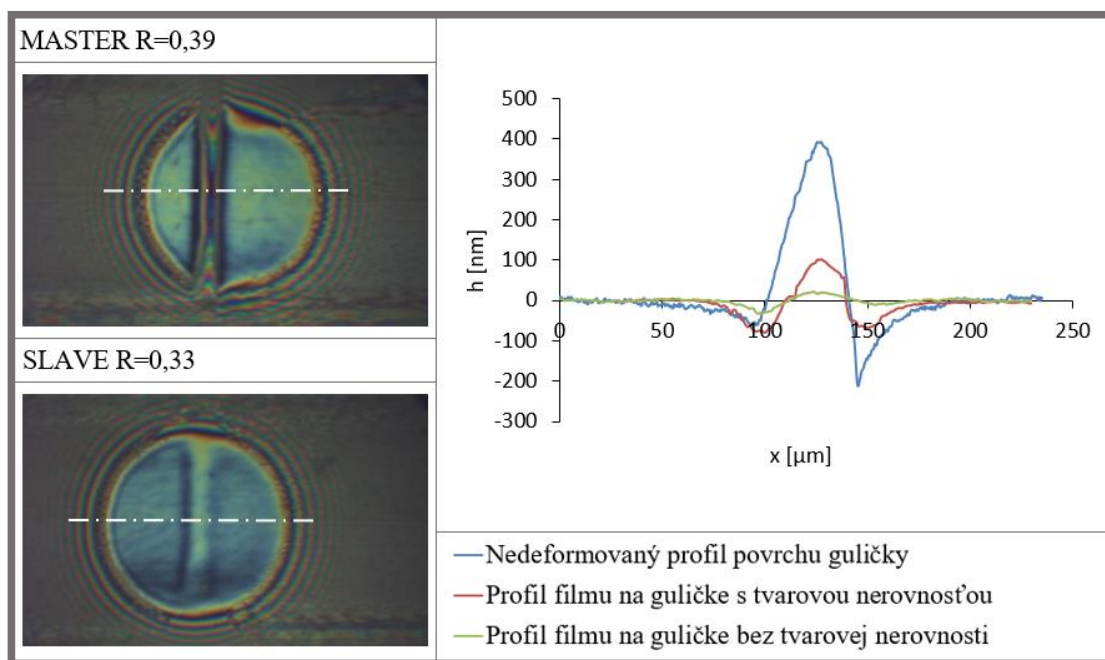 MASTER R=0,39
SLAVE R=0,33
500
400
300
200
100
0
-100
-200
-300
h [nm]
0 50 100 150 200 250
x [µm]
Nedeformovaný profil povrchu guličky
Profil filmu na guličke s tvarovou nerovnosťou
Profil filmu na guličke bez tvarovej nerovnosti